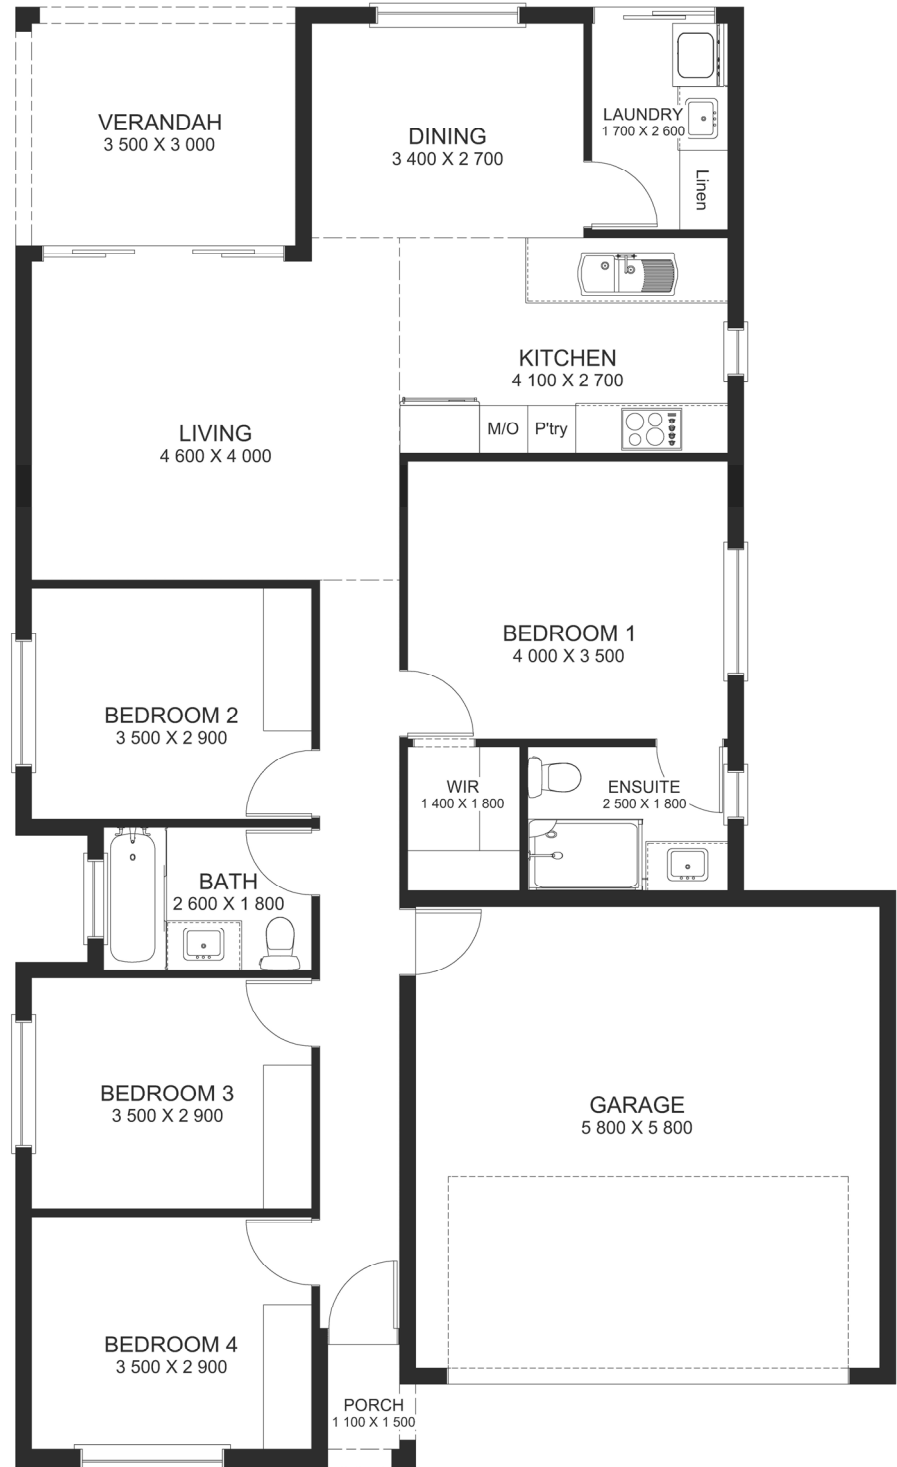 VERANDAH
3 500 X 3 000
DINING
3 400 X 2 700
LAUNDRY
1 700 X 2 600
Linen
KITCHEN
4 100 X 2 700
M/O
P'try
LIVING
4 600 X 4 000
BEDROOM 1
4 000 X 3 500
BEDROOM 2
3 500 X 2 900
WIR
1 400 X 1 800
ENSUITE
2 500 X 1 800
BATH
2 600 X 1 800
BEDROOM 3
3 500 X 2 900
GARAGE
5 800 X 5 800
BEDROOM 4
3 500 X 2 900
PORCH
1 100 X 1 500